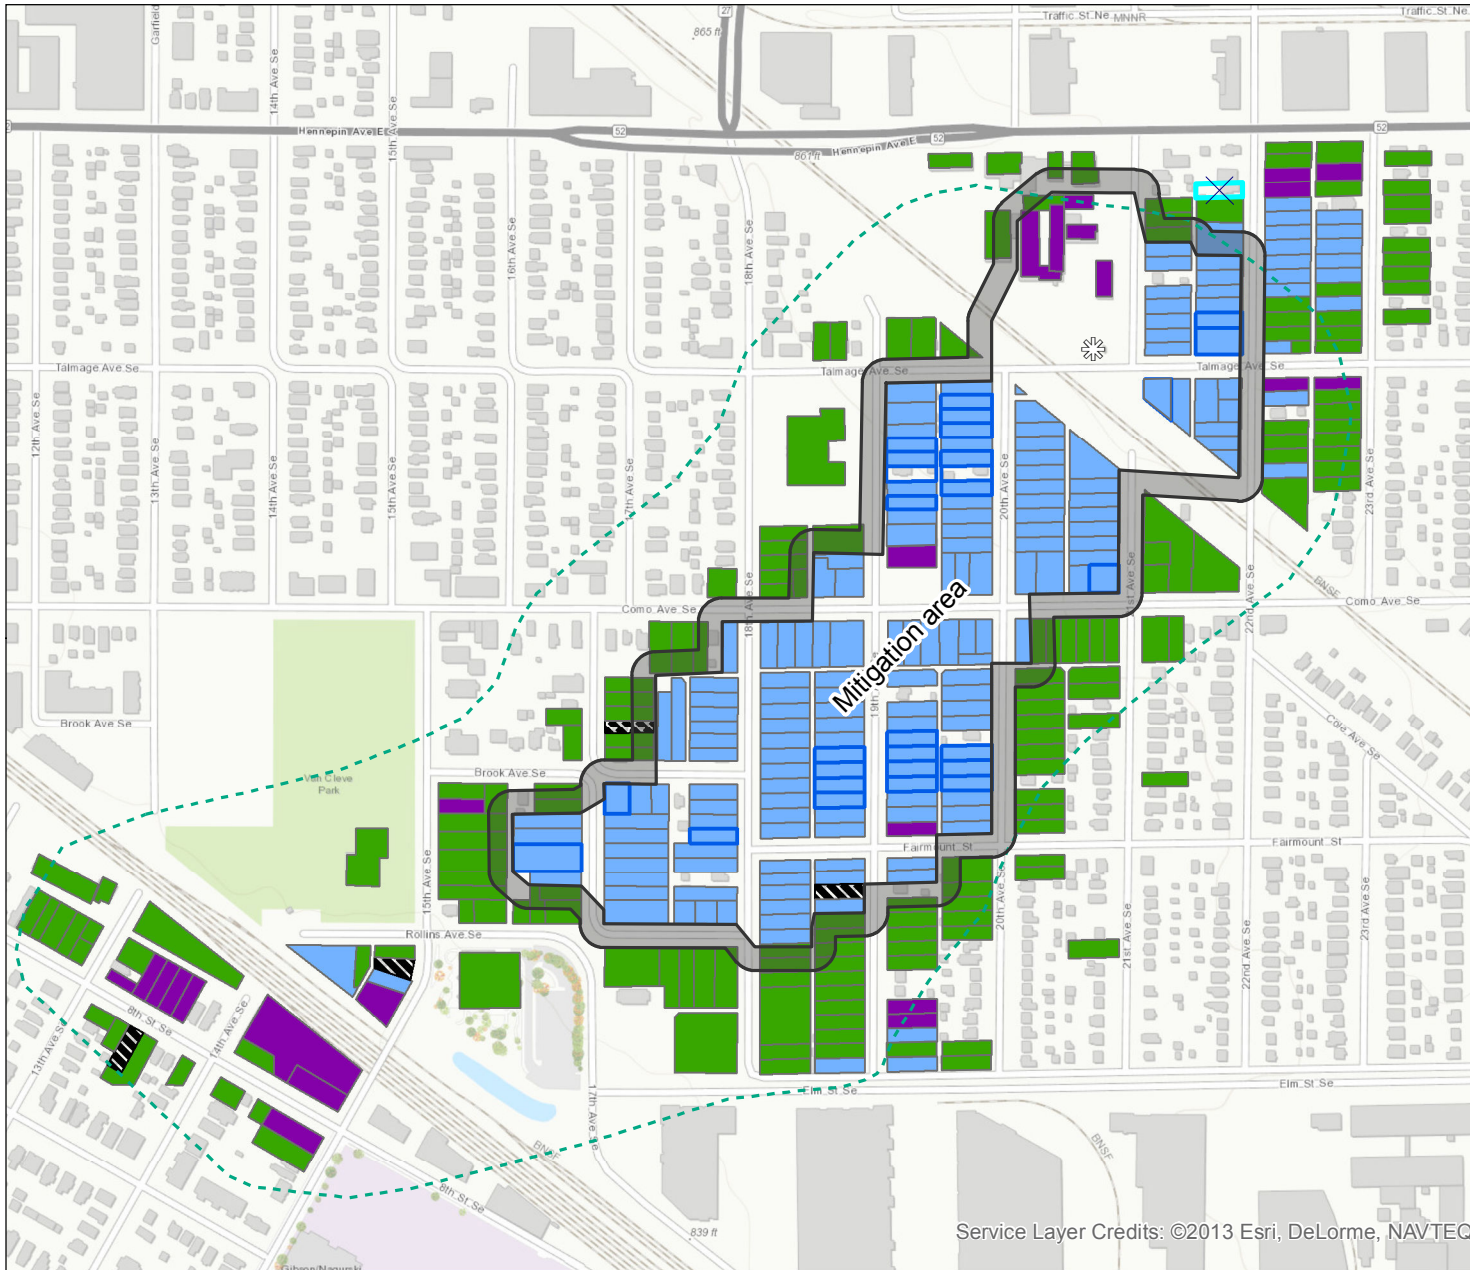 27
Traffic St Ne
MNNR
Traffic St Ne
865 ft
Garfield
14th Ave Se
15th Ave Se
Hennepin Ave E
52
52
52
861 ft
Hennepin Ave E
16th Ave Se
18th Ave Se
Talmage Ave Se
Talmage Ave Se
Talmage Ave Se
12th Ave Se
13th Ave Se
14th Ave Se
15th Ave Se
17th Ave Se
20th Ave Se
23rd Ave Se
BNSF
18th Ave Se
21st Ave Se
22nd Ave Se
Como Ave Se
Como Ave Se
Mitigation area
19th
Brook Ave Se
Brook Ave Se
Como Ave Se
Van Cleve
Park
Fairmount St
Fairmount St
15th Ave Se
20th Ave Se
21st Ave Se
22nd Ave Se
23rd Ave Se
Rollins Ave Se
8th St Se
14th Ave Se
13th Ave Se
Elm St Se
Elm St Se
17th Ave Se
BNSF
BNSF
8th St Se
839 ft
Service Layer Credits: ©2013 Esri, DeLorme, NAVTEQ
Gibson/Nagurski